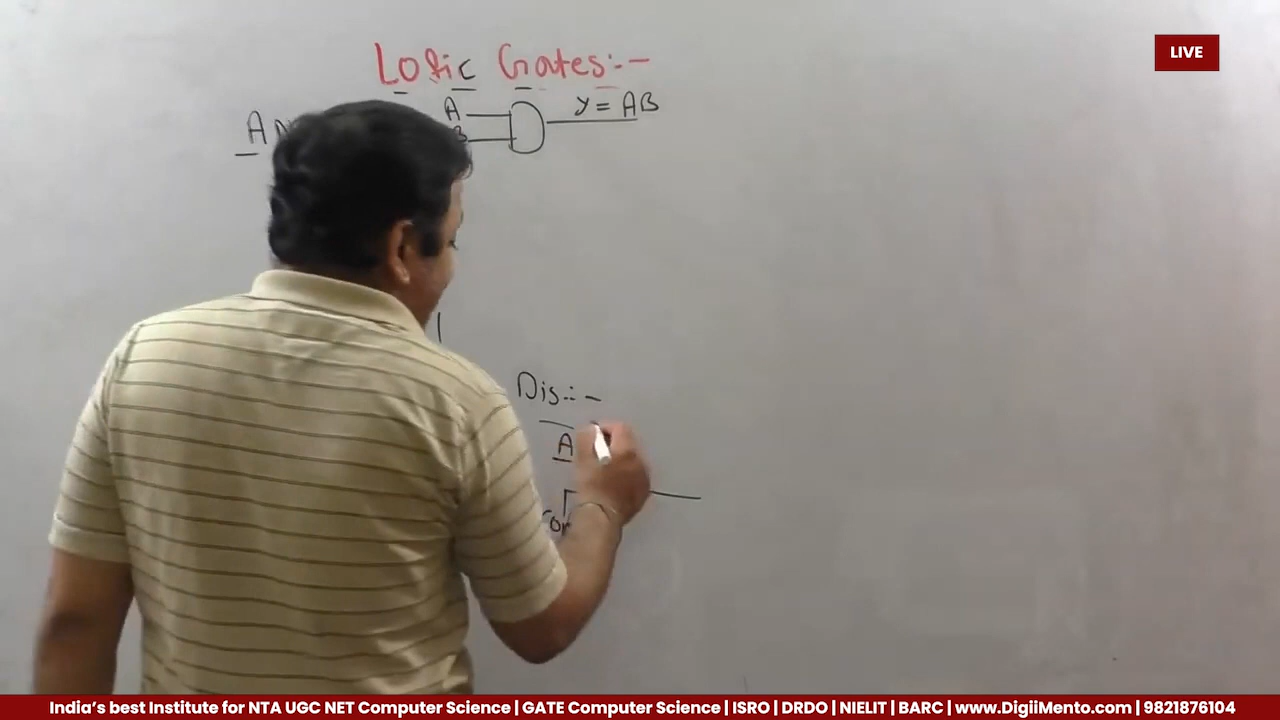 LIVE
Logic Gates:-
A
A
y = AB
B
Dis.:-
A
India's best Institute for NTA UGC NET Computer Science | GATE Computer Science | ISRO | DRDO | NIELIT | BARC | www.DigiiMento.com | 9821876104